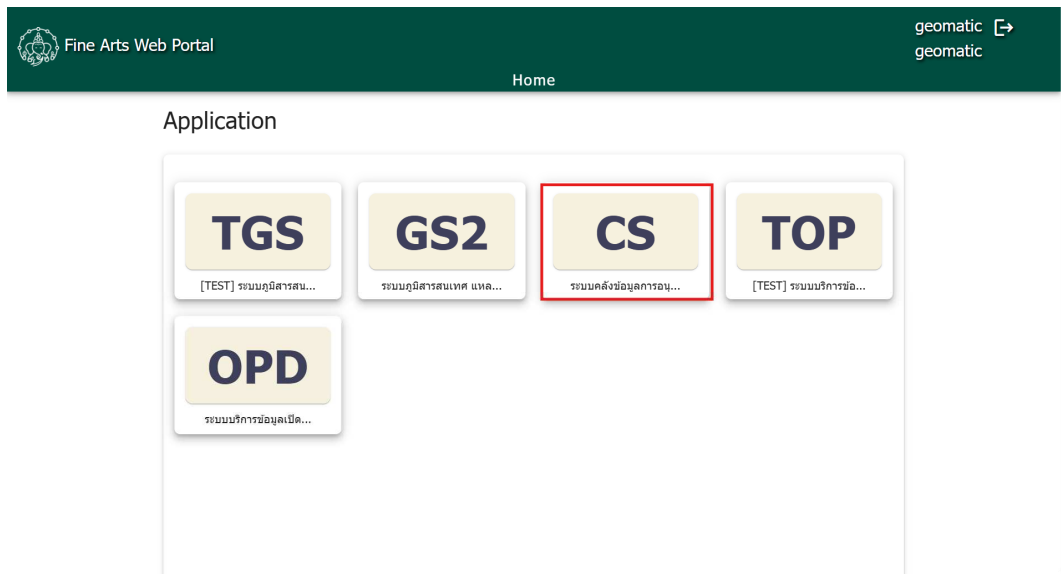 Fine Arts Web Portal
geomatic
geomatic
Home
Application
TGS
[TEST] ระบบภูมิสารสน...
GS2
ระบบภูมิสารสนเทศ แหล...
CS
ระบบคลังข้อมูลการอนุ...
TOP
[TEST] ระบบบริการข้อ...
OPD
ระบบบริการข้อมูลเปิด...